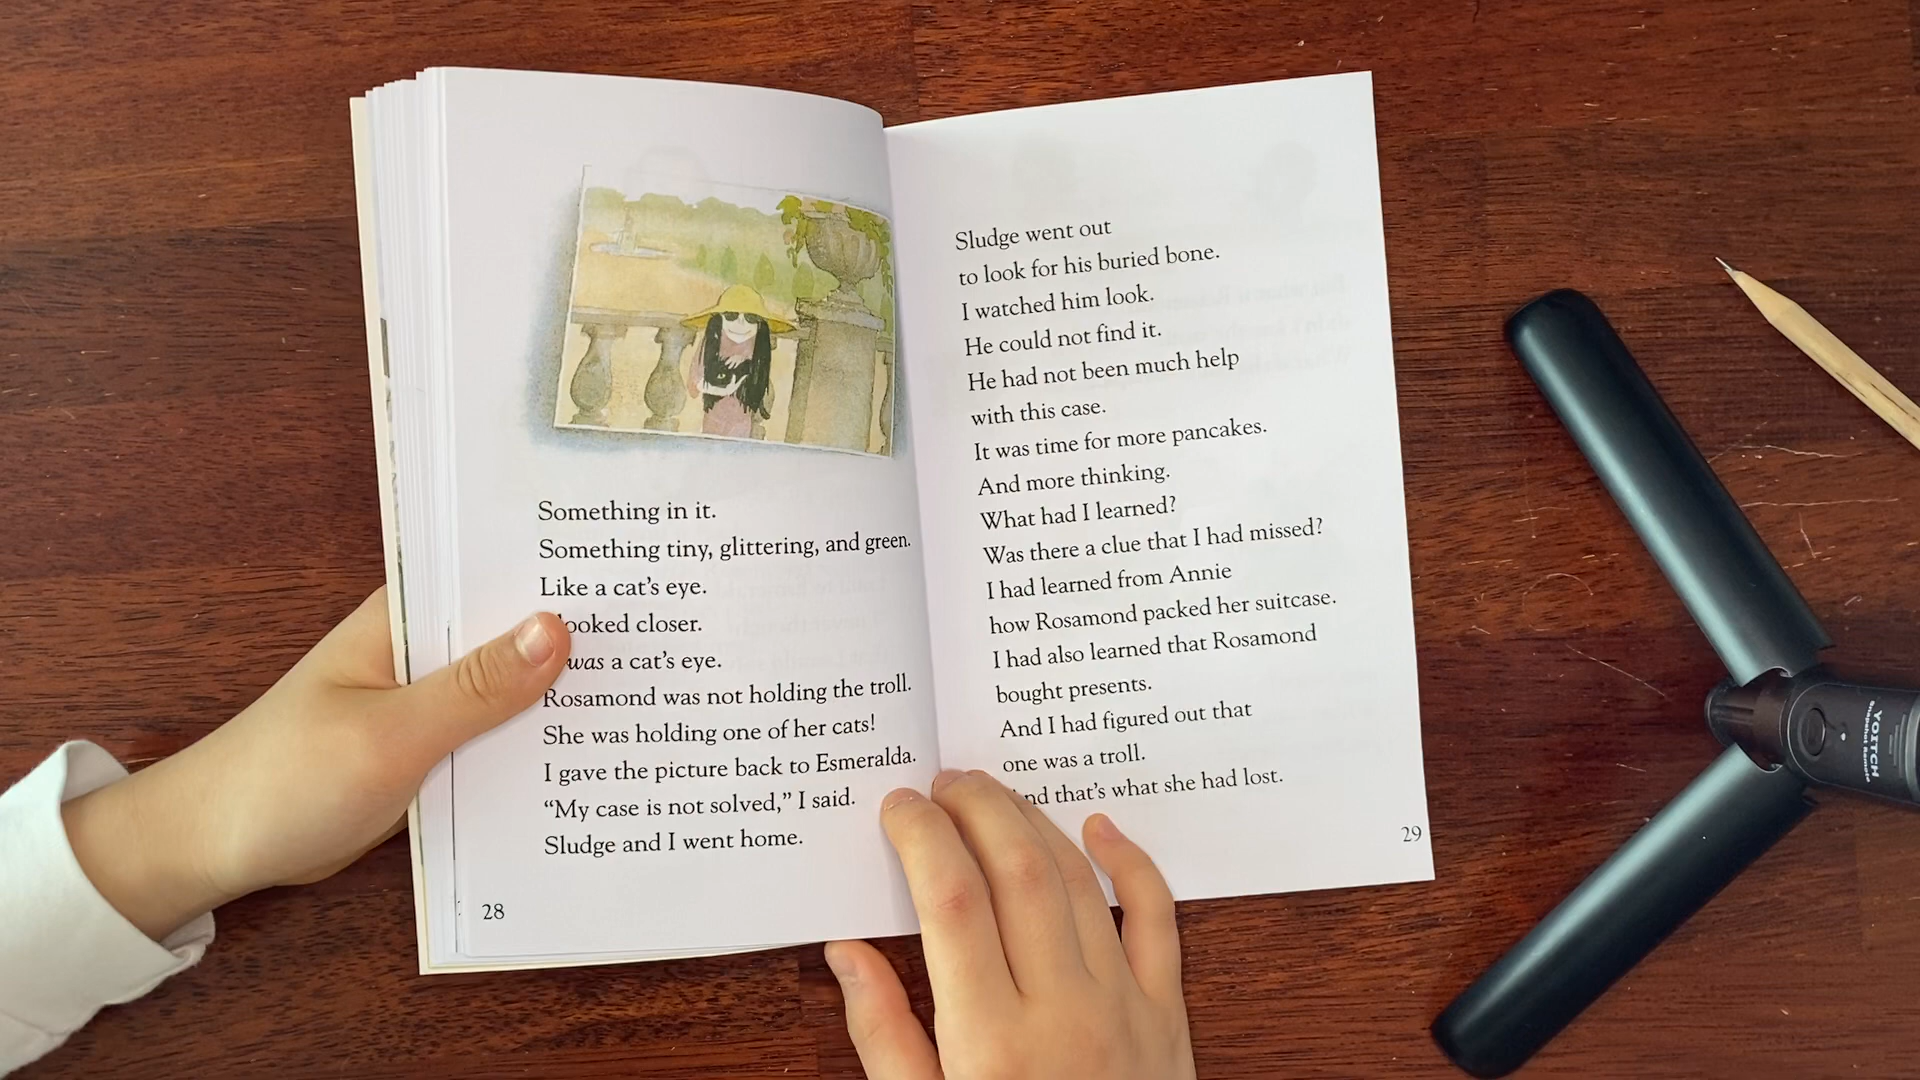 Something in it.
Something tiny, glittering, and green.
Like a cat's eye.
looked closer.
was a cat's eye.
Rosamond was not holding the troll.
She was holding one of her cats!
I gave the picture back to Esmeralda.
"My case is not solved," I said.
Sludge and I went home.
28
Sludge went out
to look for his buried bone.
I watched him look.
He could not find it.
He had not been much help
with this case.
It was time for more pancakes.
And more thinking.
What had I learned?
Was there a clue that I had missed?
I had learned from Annie
how Rosamond packed her suitcase.
I had also learned that Rosamond
bought presents.
And I had figured out that
one was a troll.
And that's what she had lost.
29
YOITCH
Snapshot Remote